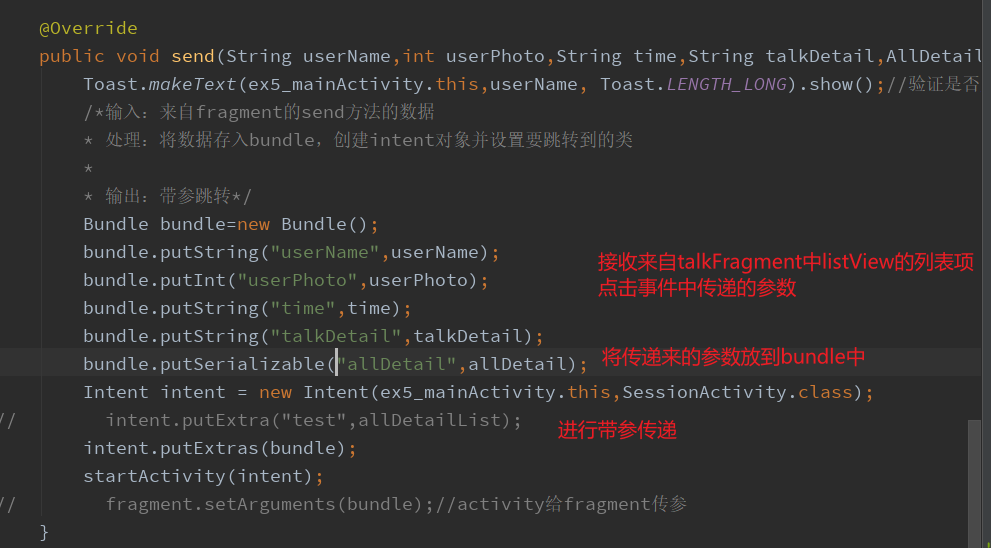 @Override
public void send(String userName,int userPhoto,String time,String talkDetail,AllDetail
Toast.makeText(ex5_mainActivity.this,userName, Toast.LENGTH_LONG).show();//验证是否
/*输入：来自fragment的send方法的数据
* 处理：将数据存入bundle，创建intent对象并设置要跳转到的类
*
* 输出：带参跳转*/
Bundle bundle=new Bundle();
bundle.putString("userName",userName);
接收来自talkFragment中listView的列表项
bundle.putInt("userPhoto",userPhoto);
点击事件中传递的参数
bundle.putString("time",time);
bundle.putString("talkDetail",talkDetail);
bundle.putSerializable("allDetail",allDetail);
将传递来的参数放到bundle中
Intent intent = new Intent(ex5_mainActivity.this,SessionActivity.class);
// intent.putExtra("test",allDetailList);
进行带参传递
intent.putExtras(bundle);
startActivity(intent);
// fragment.setArguments(bundle);//activity给fragment传参
}